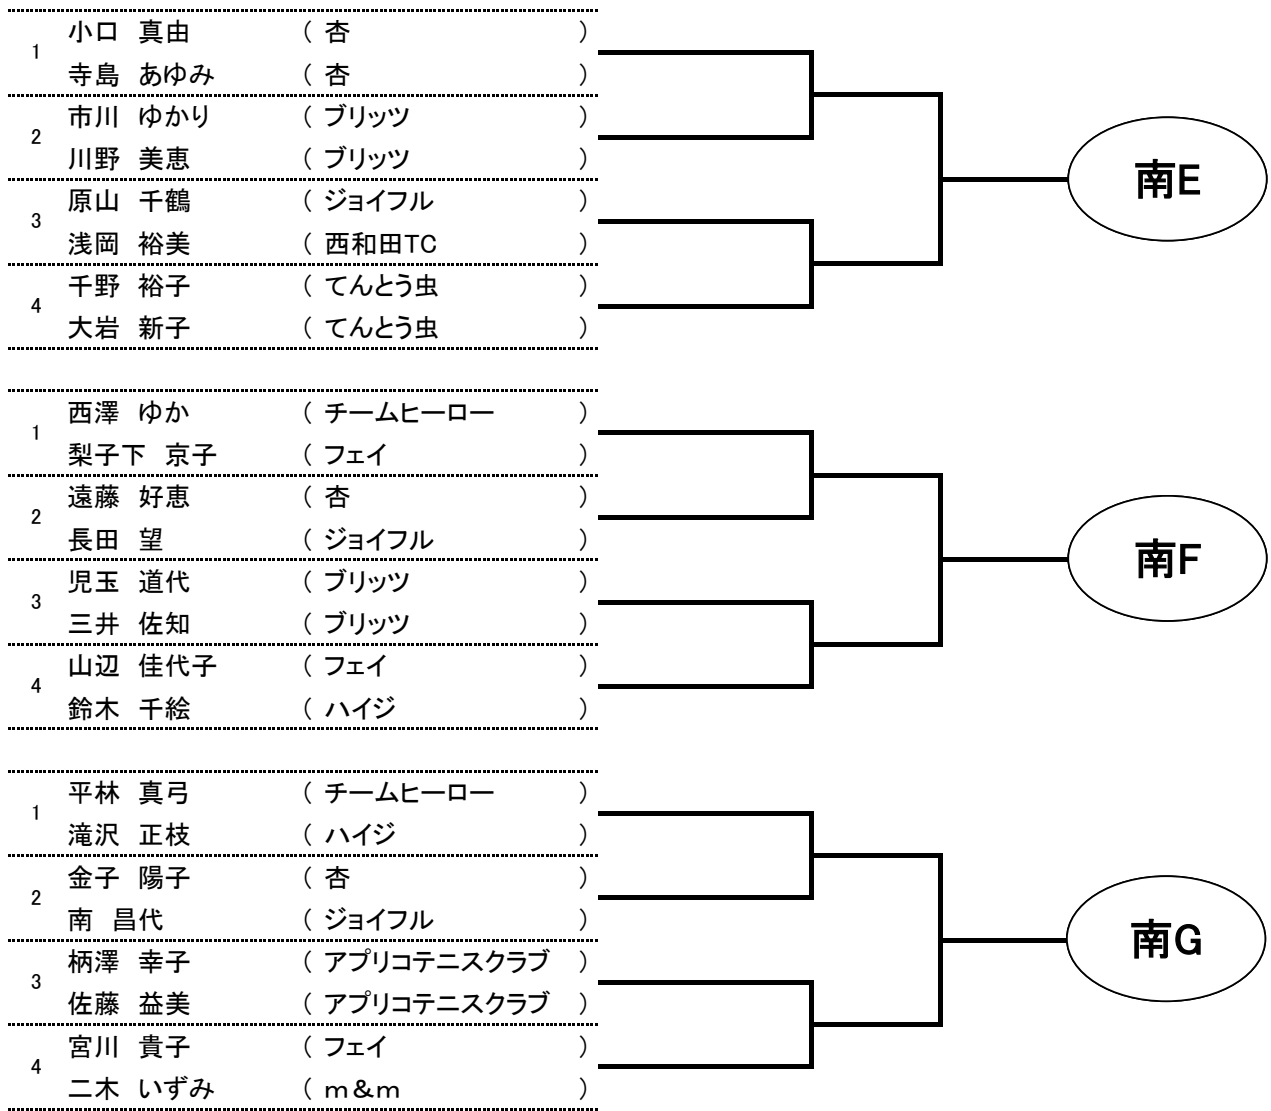 1
小口　真由 （ 杏 ）
寺島　あゆみ （ 杏 ）
2
市川　ゆかり （ ブリッツ ）
川野　美恵 （ ブリッツ ）
3
原山　千鶴 （ ジョイフル ）
浅岡　裕美 （ 西和田TC ）
4
千野　裕子 （ てんとう虫 ）
大岩　新子 （ てんとう虫 ）
南E
1
西澤　ゆか （ チームヒーロー ）
梨子下　京子 （ フェイ ）
2
遠藤　好恵 （ 杏 ）
長田　望 （ ジョイフル ）
3
児玉　道代 （ ブリッツ ）
三井　佐知 （ ブリッツ ）
4
山辺　佳代子 （ フェイ ）
鈴木　千絵 （ ハイジ ）
南F
1
平林　真弓 （ チームヒーロー ）
滝沢　正枝 （ ハイジ ）
2
金子　陽子 （ 杏 ）
南　昌代 （ ジョイフル ）
3
柄澤　幸子 （ アプリコテニスクラブ ）
佐藤　益美 （ アプリコテニスクラブ ）
4
宮川　貴子 （ フェイ ）
二木　いずみ （ ｍ＆ｍ ）
南G